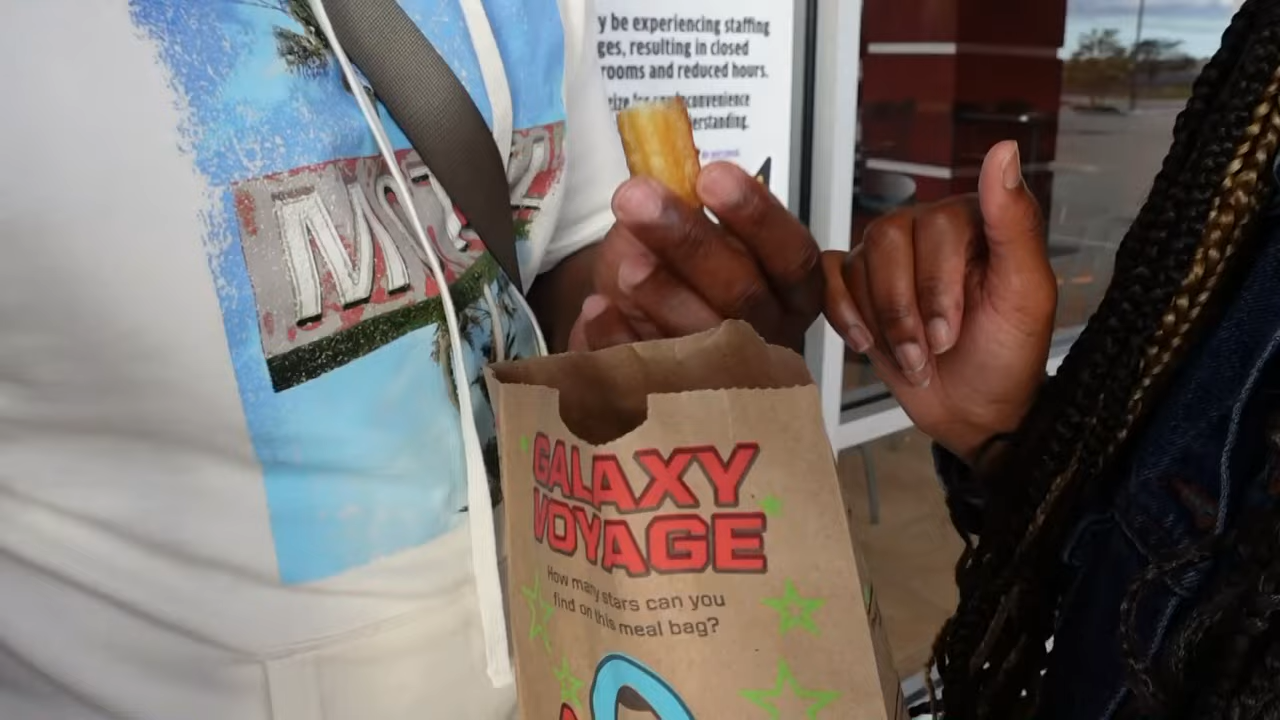 y be experiencing staffing
ges, resulting in closed
rooms and reduced hours.
convenience
erstanding.
GALAXY
VOYAGE
How many stars can you
find on this meal bag?